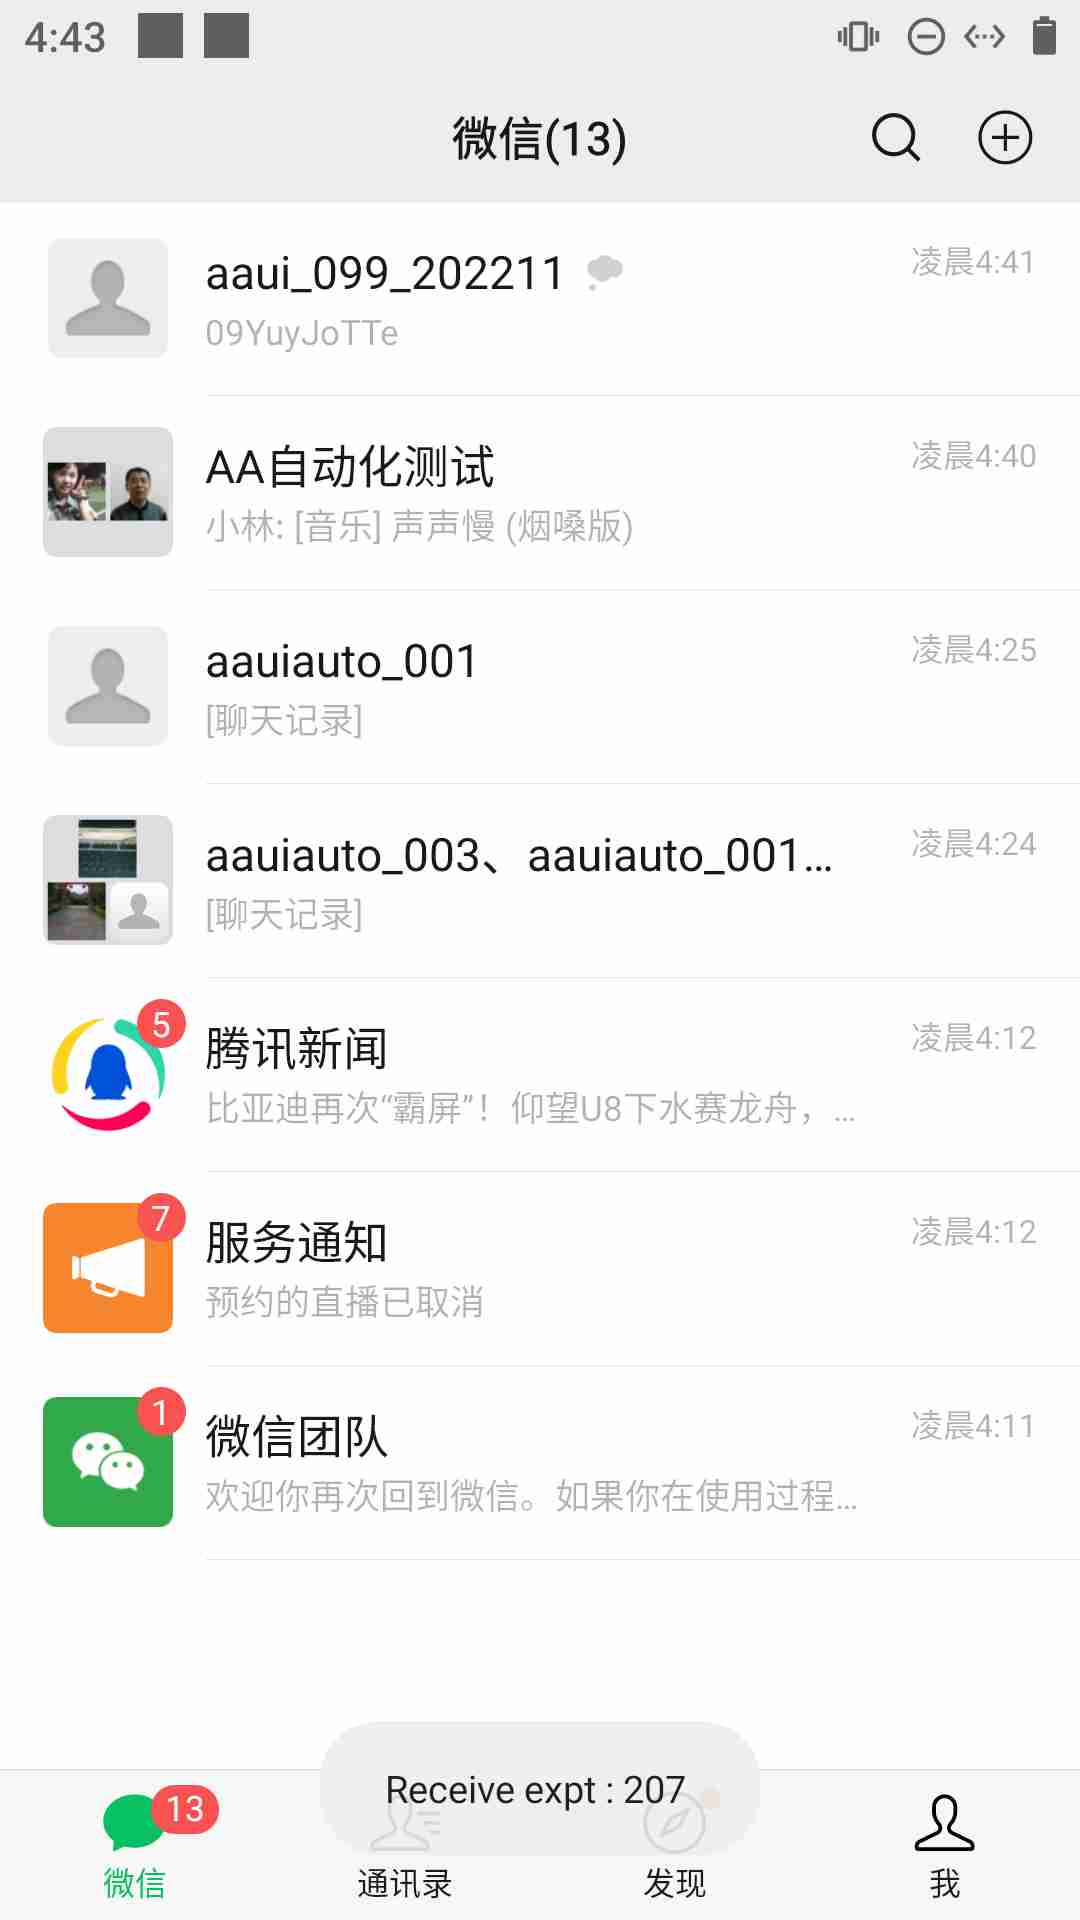 4:43
微信(13)
aaui_099_202211
凌晨4:41
09YuyJoTTe
AA自动化测试
凌晨4:40
小林: [音乐] 声声慢 (烟嗓版)
aauiauto_001
凌晨4:25
[聊天记录]
aauiauto_003、aauiauto_001...
凌晨4:24
[聊天记录]
5
腾讯新闻
凌晨4:12
比亚迪再次“霸屏”！仰望U8下水赛龙舟，...
7
服务通知
凌晨4:12
预约的直播已取消
1
微信团队
凌晨4:11
欢迎你再次回到微信。如果你在使用过程...
Receive expt : 207
13
微信
通讯录
发现
我